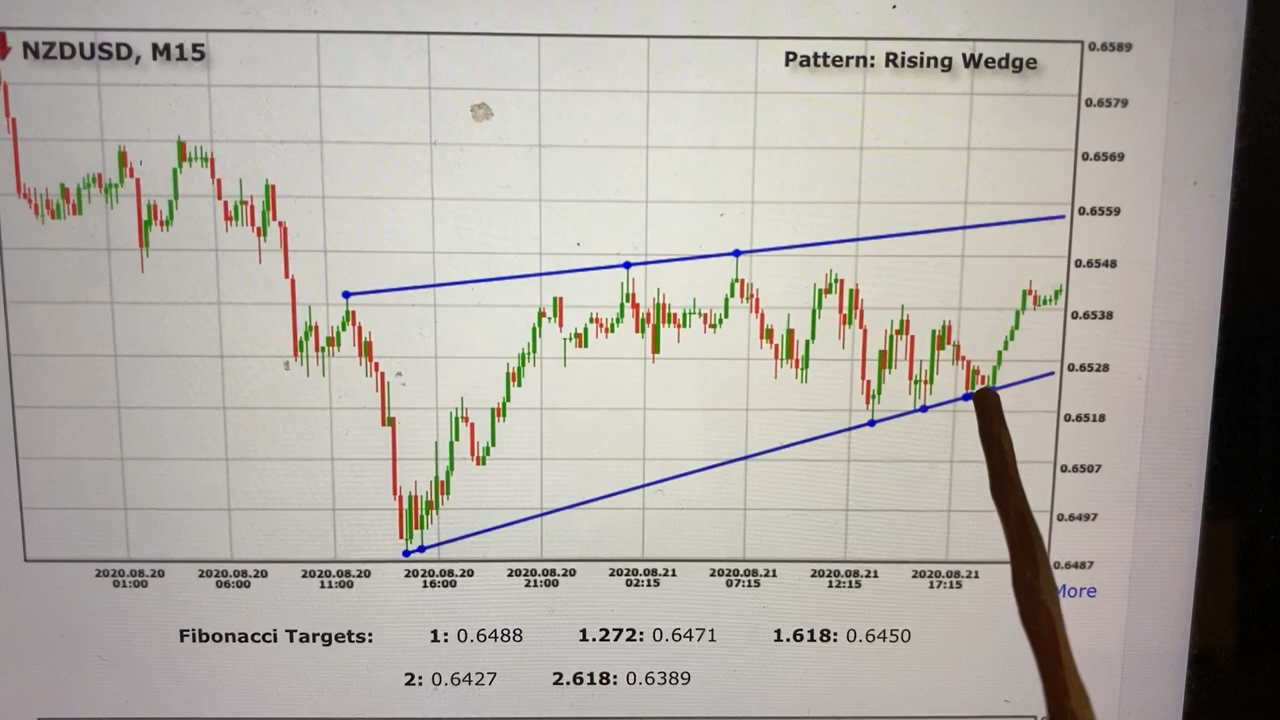 NZDUSD, M15
Pattern: Rising Wedge
0.6589
0.6579
0.6569
0.6559
0.6548
0.6538
0.6528
0.6518
0.6507
0.6497
0.6487
2020.08.20 2020.08.20 2020.08.20 2020.08.20 2020.08.20 2020.08.21 2020.08.21 2020.08.21 2020.08.21
01:00 06:00 11:00 16:00 21:00 02:15 07:15 12:15 17:15
More
Fibonacci Targets: 1: 0.6488 1.272: 0.6471 1.618: 0.6450
2: 0.6427 2.618: 0.6389